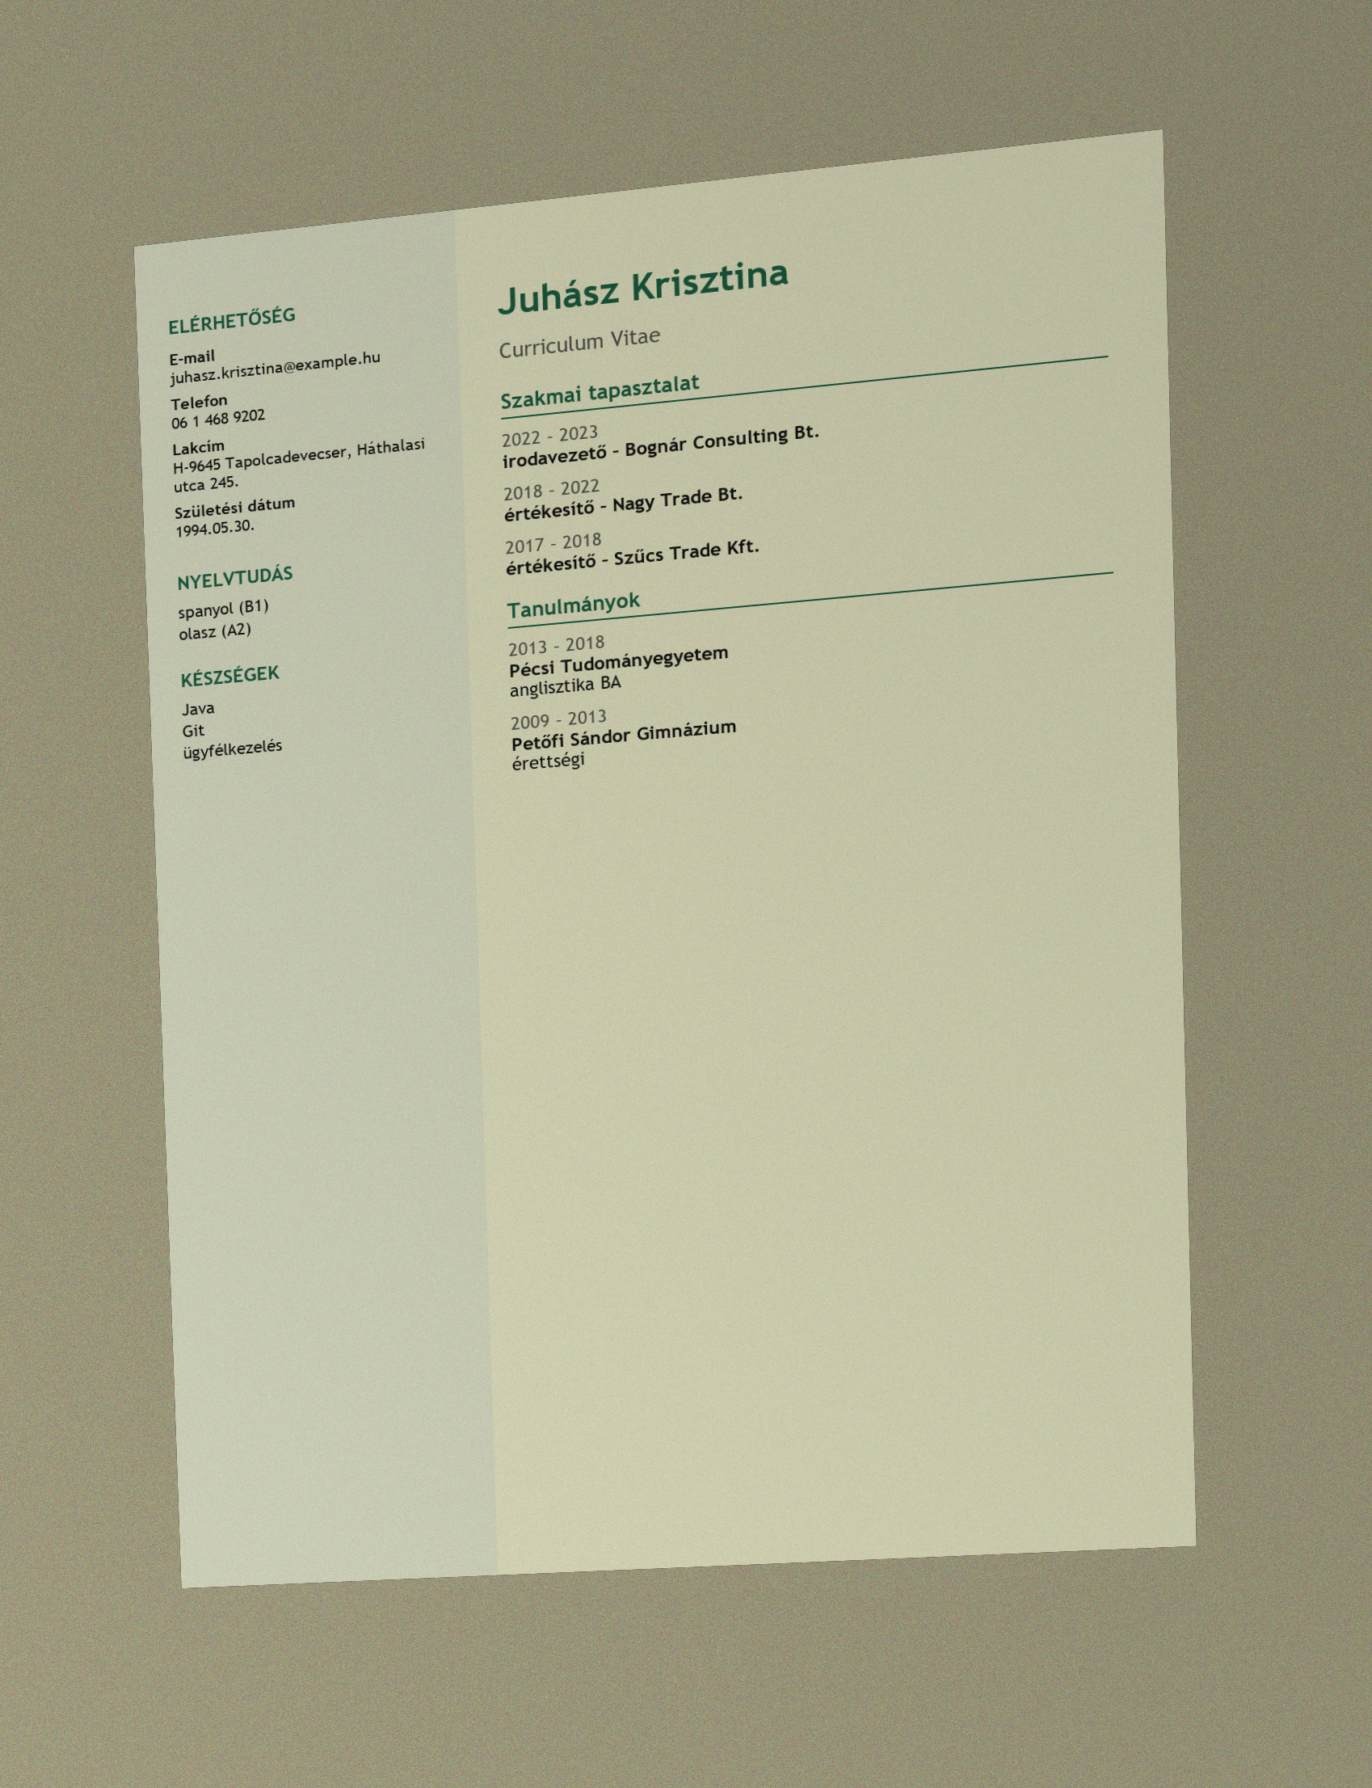 ELÉRHETŐSÉG
E-mail
juhasz.krisztina@example.hu
Telefon
06 1 468 9202
Lakcím
H-9645 Tapolcadevecser, Háthalasi
utca 245.
Születési dátum
1994.05.30.
NYELVTUDÁS
spanyol (B1)
olasz (A2)
KÉSZSÉGEK
Java
Git
ügyfélkezelés
Juhász Krisztina
Curriculum Vitae
Szakmai tapasztalat
2022 - 2023
irodavezető - Bognár Consulting Bt.
2018 - 2022
értékesítő - Nagy Trade Bt.
2017 - 2018
értékesítő - Szűcs Trade Kft.
Tanulmányok
2013 - 2018
Pécsi Tudományegyetem
anglisztika BA
2009 - 2013
Petőfi Sándor Gimnázium
érettségi